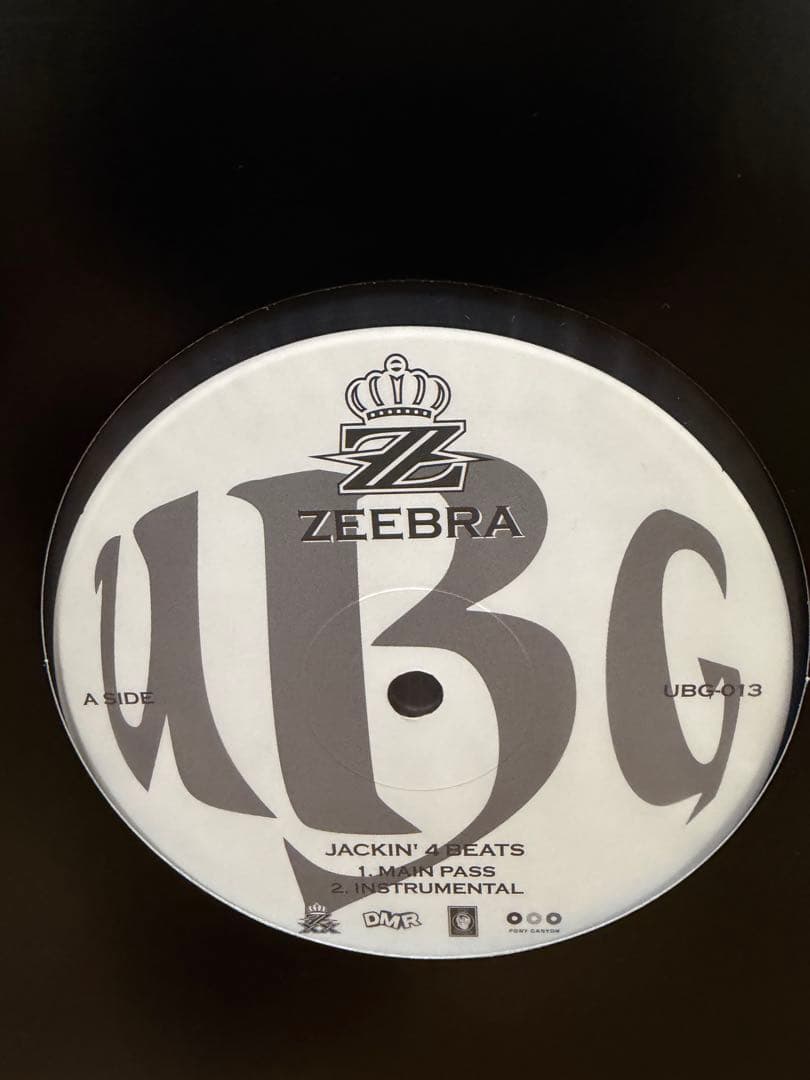 Z
ZEEBRA
UBG
A SIDE
UBG-013
JACKIN' 4 BEATS
1. MAIN PASS
2. INSTRUMENTAL
DMR
PONY CANYON